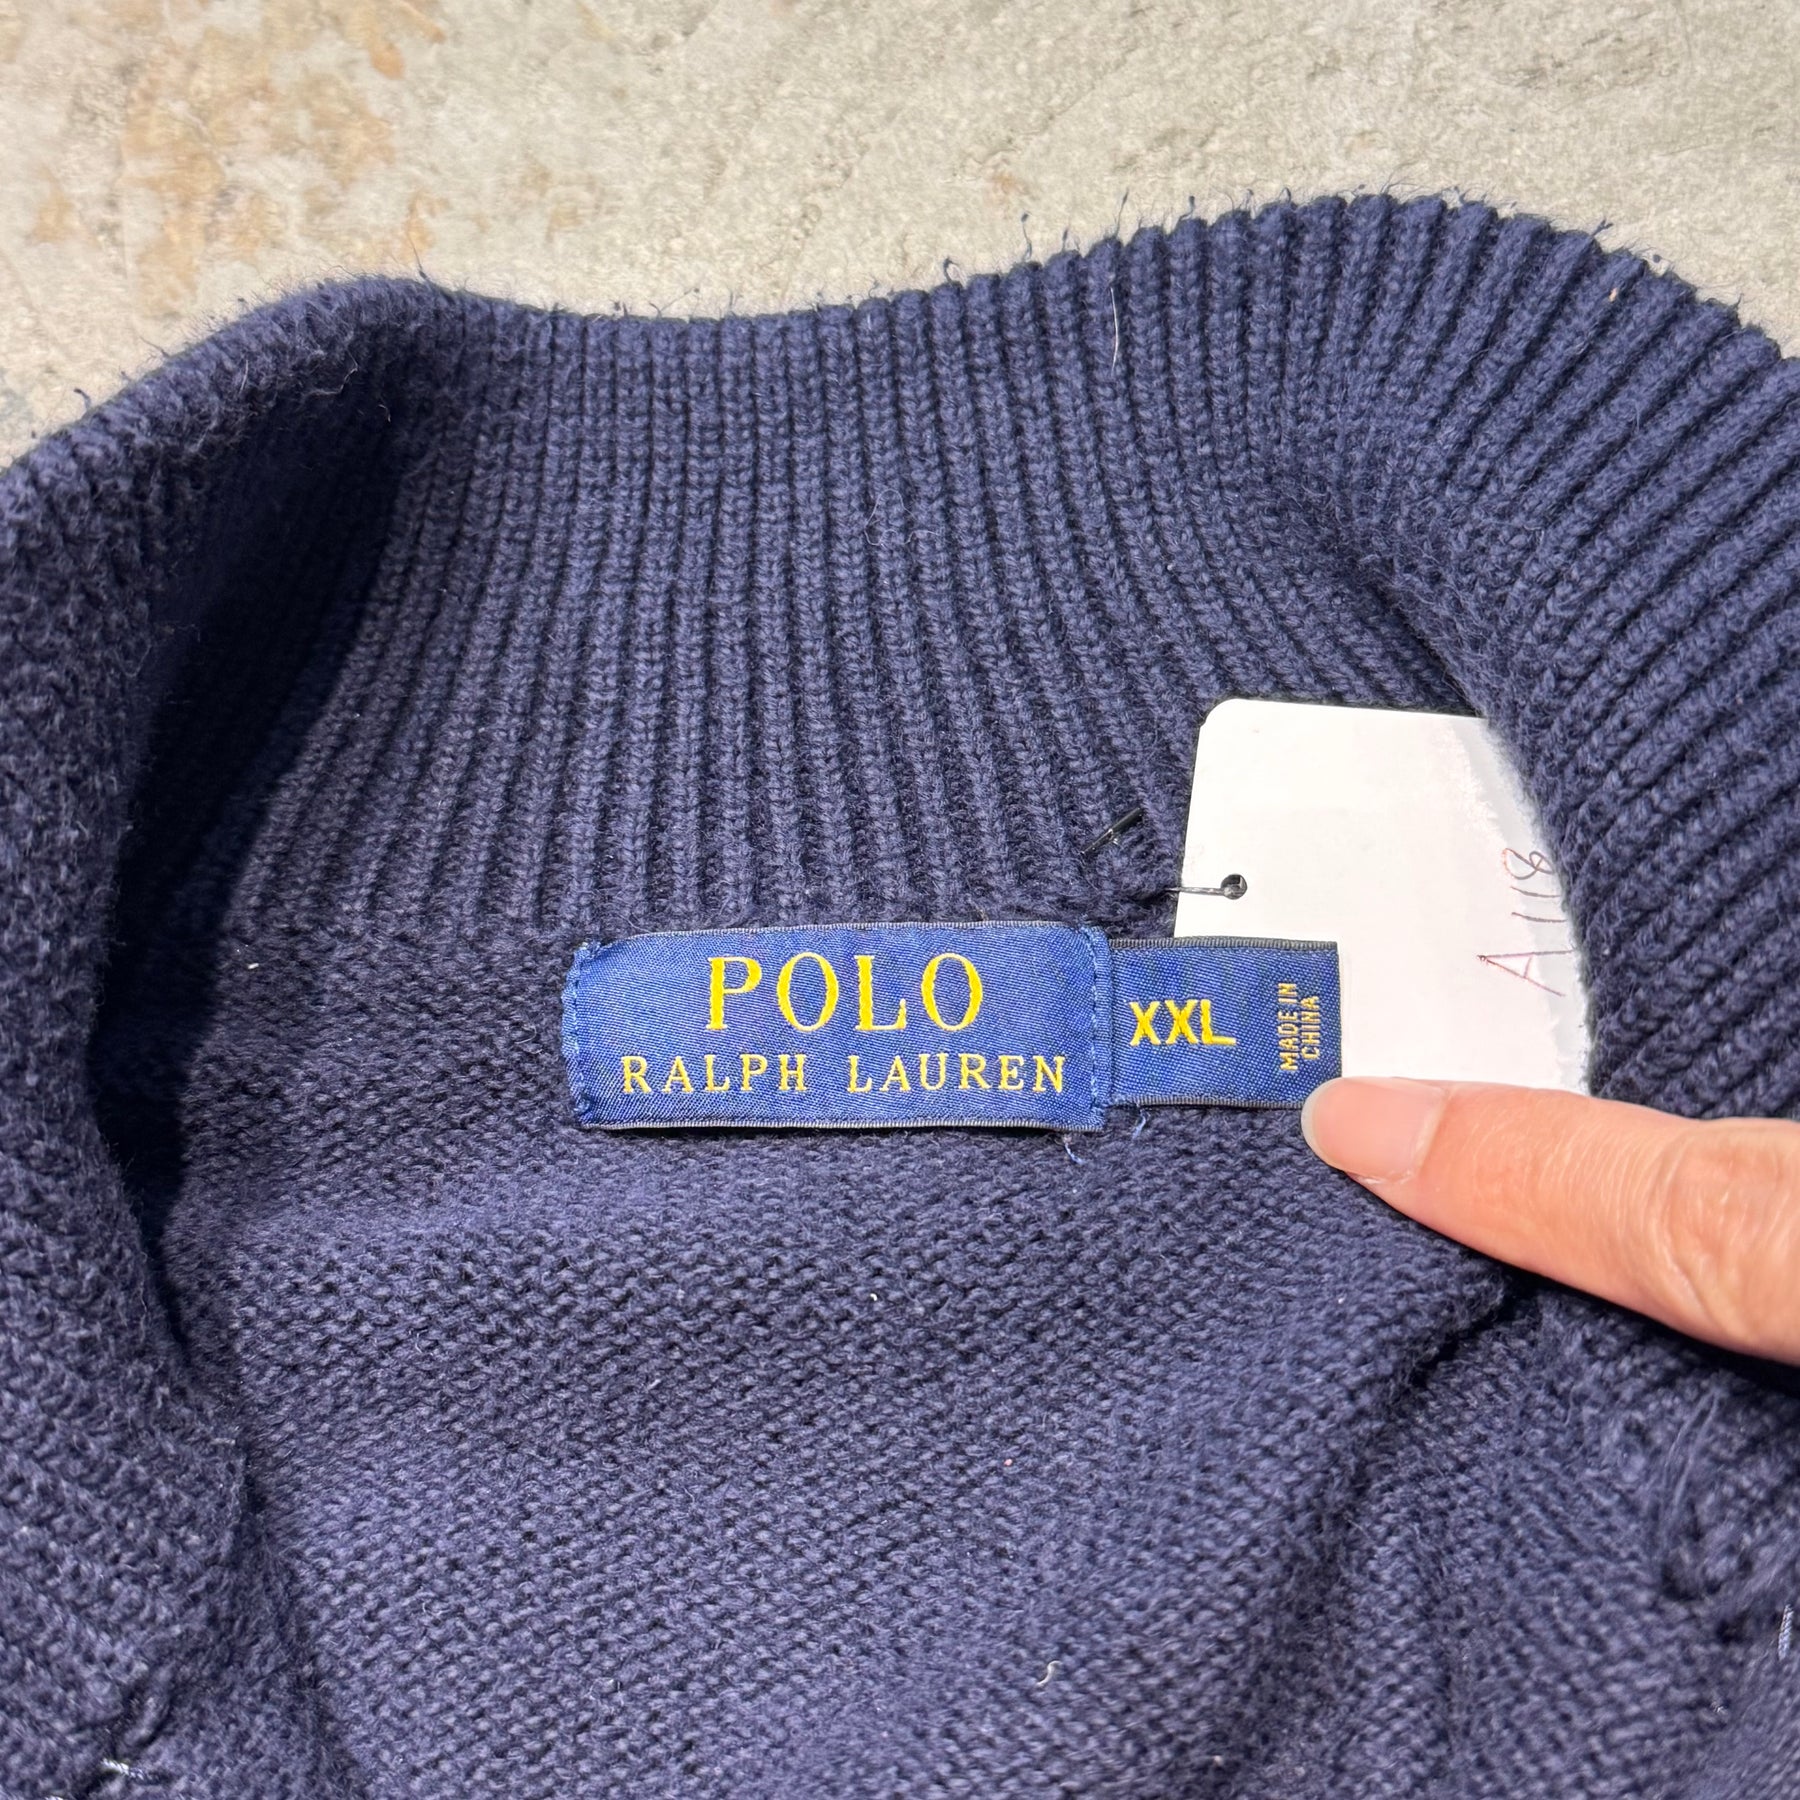 POLO
RALPH LAUREN
XXL
MADE IN
CHINA
A118